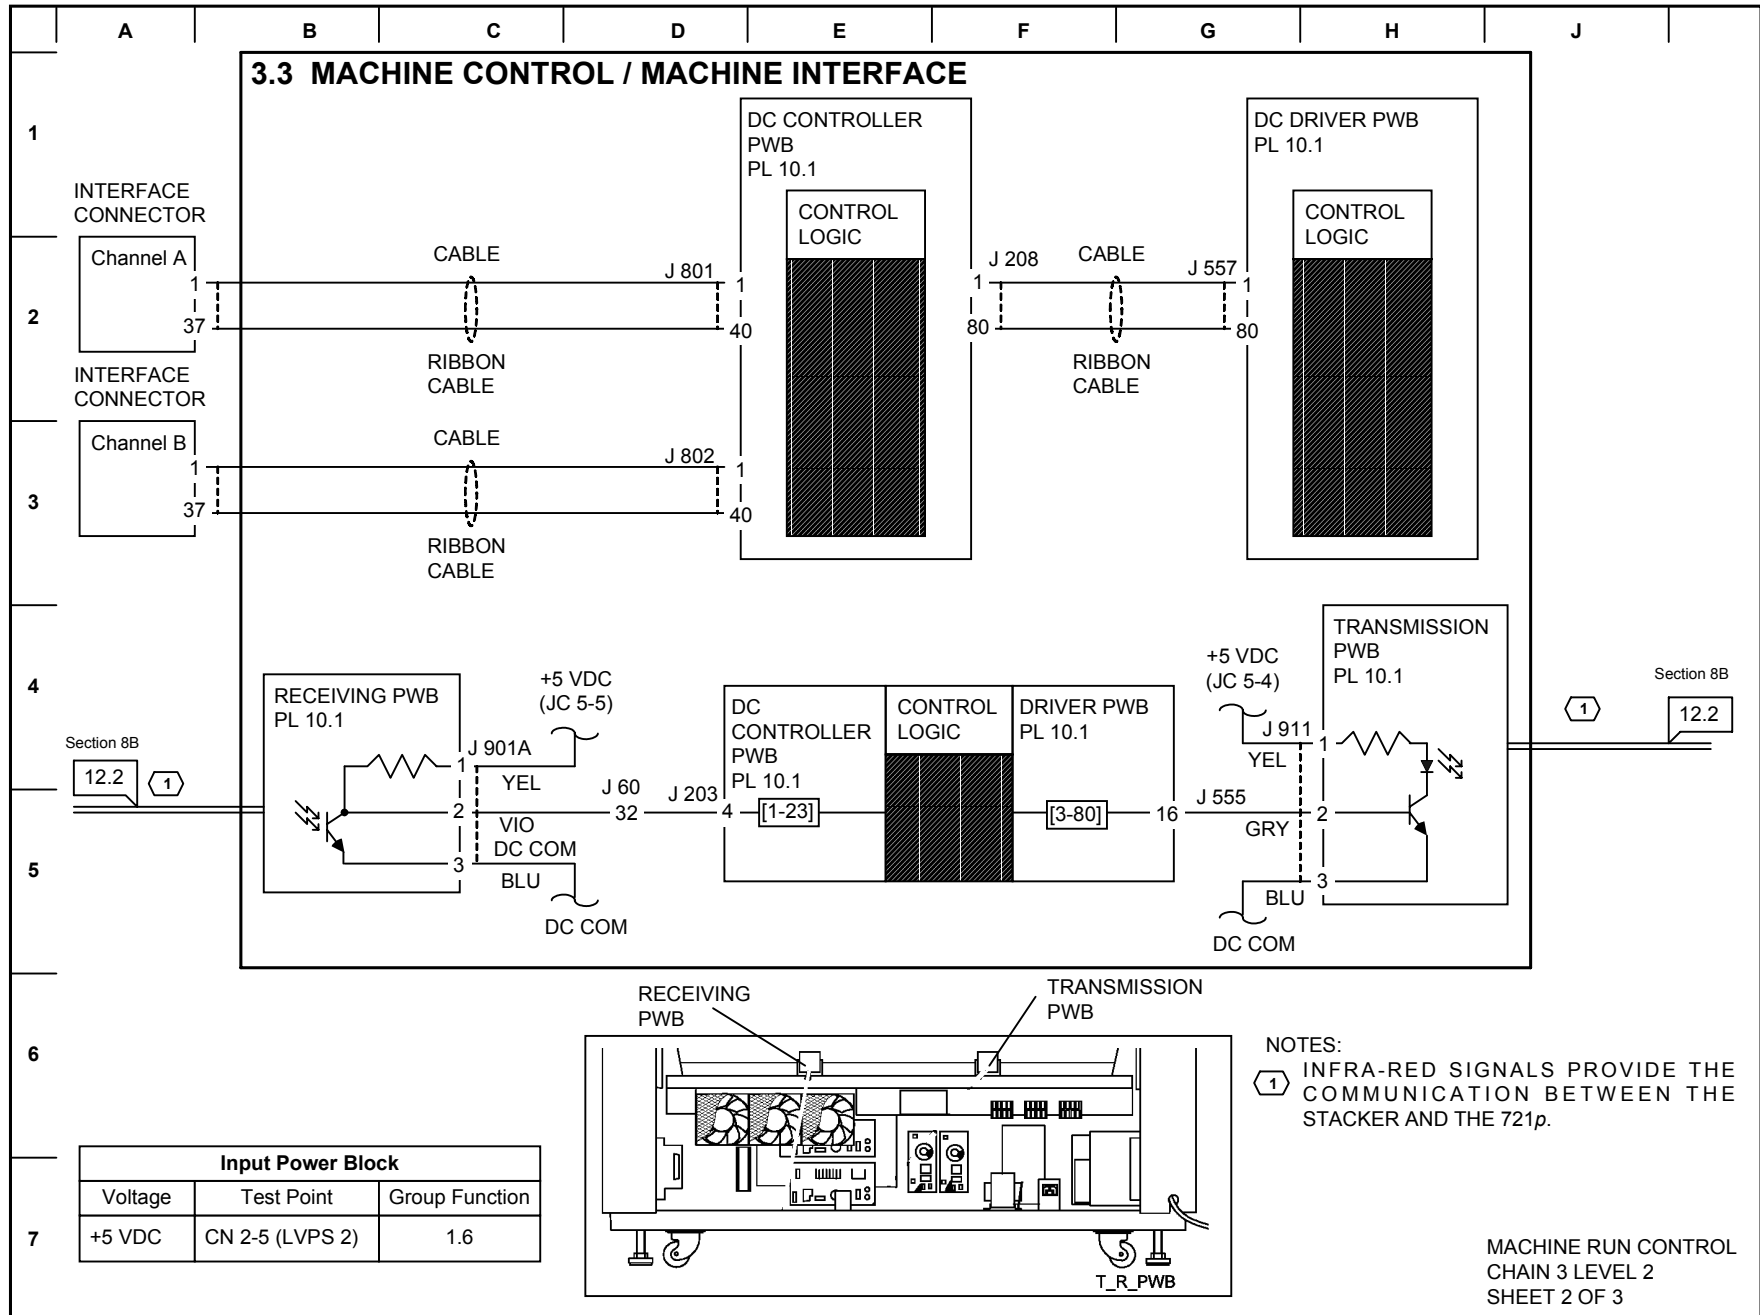 A B C D E F G H J
3.3 MACHINE CONTROL / MACHINE INTERFACE
1
DC CONTROLLER
PWB
PL 10.1
DC DRIVER PWB
PL 10.1
INTERFACE
CONNECTOR
CONTROL
LOGIC
CONTROL
LOGIC
2
Channel A
1
37
CABLE
RIBBON
CABLE
J 801
1
40
1
80
J 208
CABLE
RIBBON
CABLE
J 557
1
80
INTERFACE
CONNECTOR
3
Channel B
1
37
CABLE
RIBBON
CABLE
J 802
1
40
4
Section 8B
12.2
1
RECEIVING PWB
PL 10.1
1
J 901A
YEL
+5 VDC
(JC 5-5)
2
VIO
DC COM
3
BLU
DC COM
J 60
32
J 203
4
DC
CONTROLLER
PWB
PL 10.1
[1-23]
CONTROL
LOGIC
DRIVER PWB
PL 10.1
[3-80]
16
J 555
GRY
+5 VDC
(JC 5-4)
J 911
YEL
1
2
3
BLU
DC COM
TRANSMISSION
PWB
PL 10.1
1
Section 8B
12.2
5
6
RECEIVING
PWB
TRANSMISSION
PWB
T_R_PWB
NOTES:
1 INFRA-RED SIGNALS PROVIDE THE
COMMUNICATION BETWEEN THE
STACKER AND THE 721p.
7
Input Power Block
Voltage Test Point Group Function
+5 VDC CN 2-5 (LVPS 2) 1.6
MACHINE RUN CONTROL
CHAIN 3 LEVEL 2
SHEET 2 OF 3